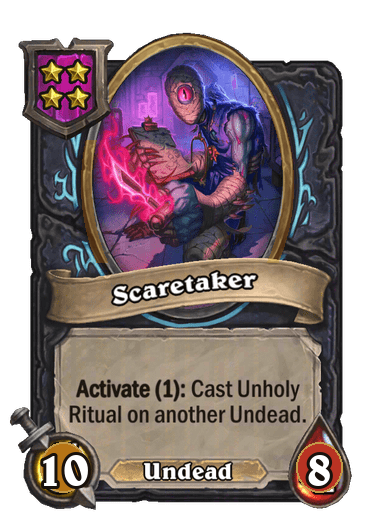 Scaretaker
Activate (1): Cast Unholy
Ritual on another Undead.
10
Undead
8